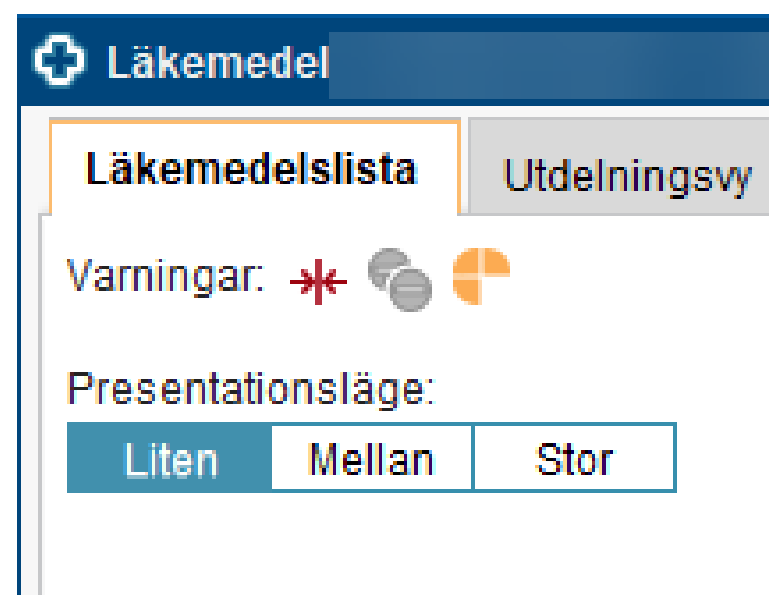 Läkemedel
Läkemedelslista Utdelningsvy
Varningar:
Presentationsläge:
Liten Mellan Stor